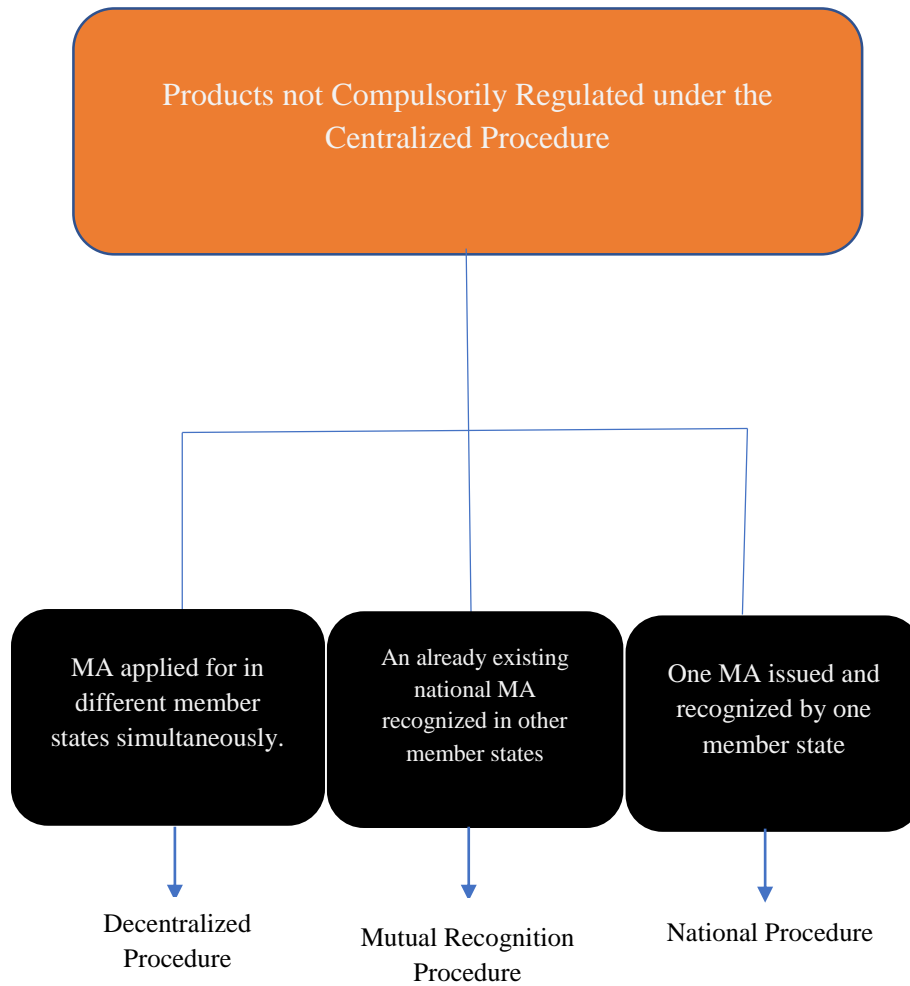 Products not Compulsorily Regulated under the
Centralized Procedure
MA applied for in
different member
states simultaneously.
An already existing
national MA
recognized in other
member states
One MA issued and
recognized by one
member state
Decentralized
Procedure
Mutual Recognition
Procedure
National Procedure